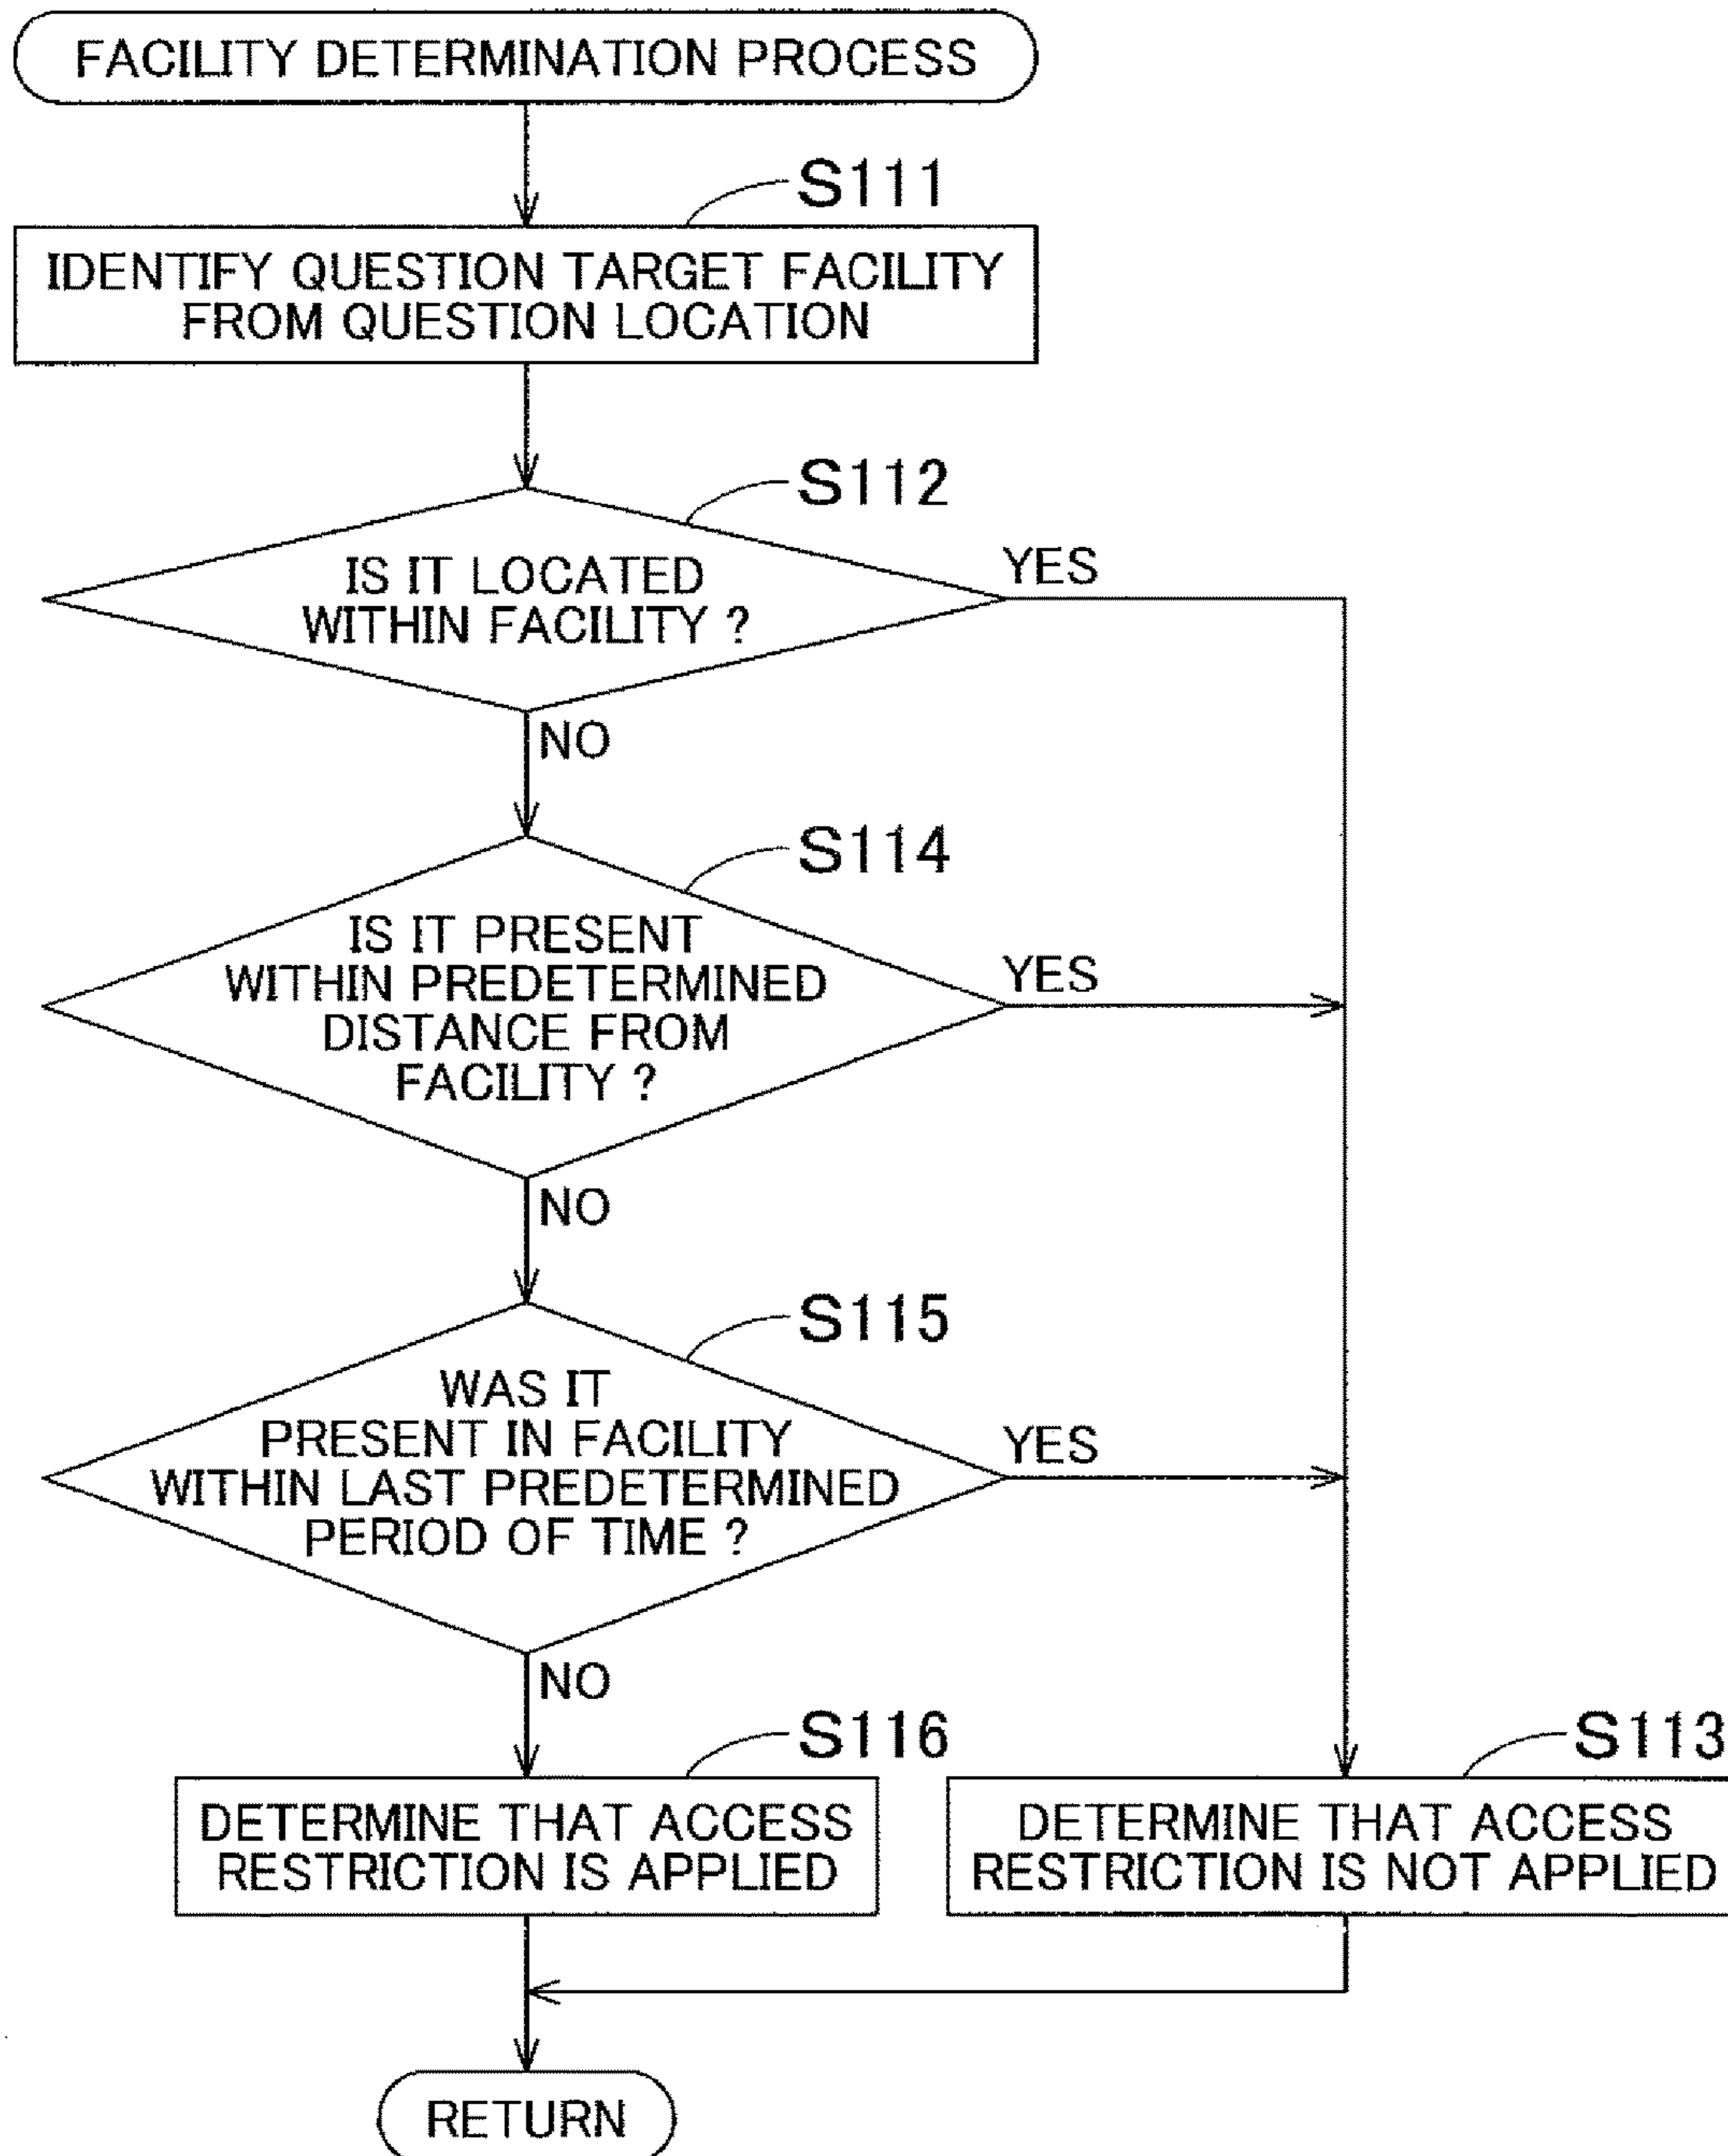 FACILITY DETERMINATION PROCESS
S111
IDENTIFY QUESTION TARGET FACILITY
FROM QUESTION LOCATION
S112
IS IT LOCATED
WITHIN FACILITY ?
YES
NO
S114
IS IT PRESENT
WITHIN PREDETERMINED
DISTANCE FROM
FACILITY ?
YES
NO
S115
WAS IT
PRESENT IN FACILITY
WITHIN LAST PREDETERMINED
PERIOD OF TIME ?
YES
NO
S116
DETERMINE THAT ACCESS
RESTRICTION IS APPLIED
S113
DETERMINE THAT ACCESS
RESTRICTION IS NOT APPLIED
RETURN